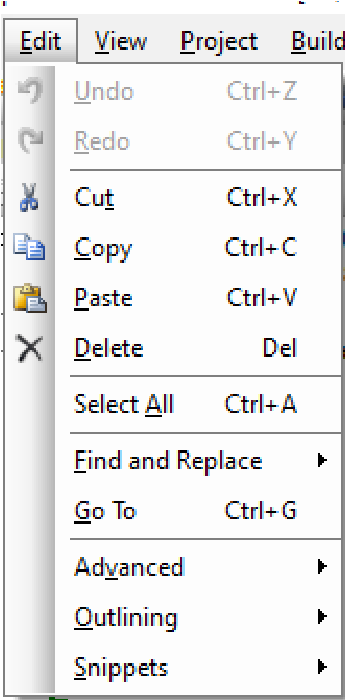 Edit View Project Build
Undo Ctrl+Z
Redo Ctrl+Y
Cut Ctrl+X
Copy Ctrl+C
Paste Ctrl+V
Delete Del
Select All Ctrl+A
Find and Replace
Go To Ctrl+G
Advanced
Outlining
Snippets